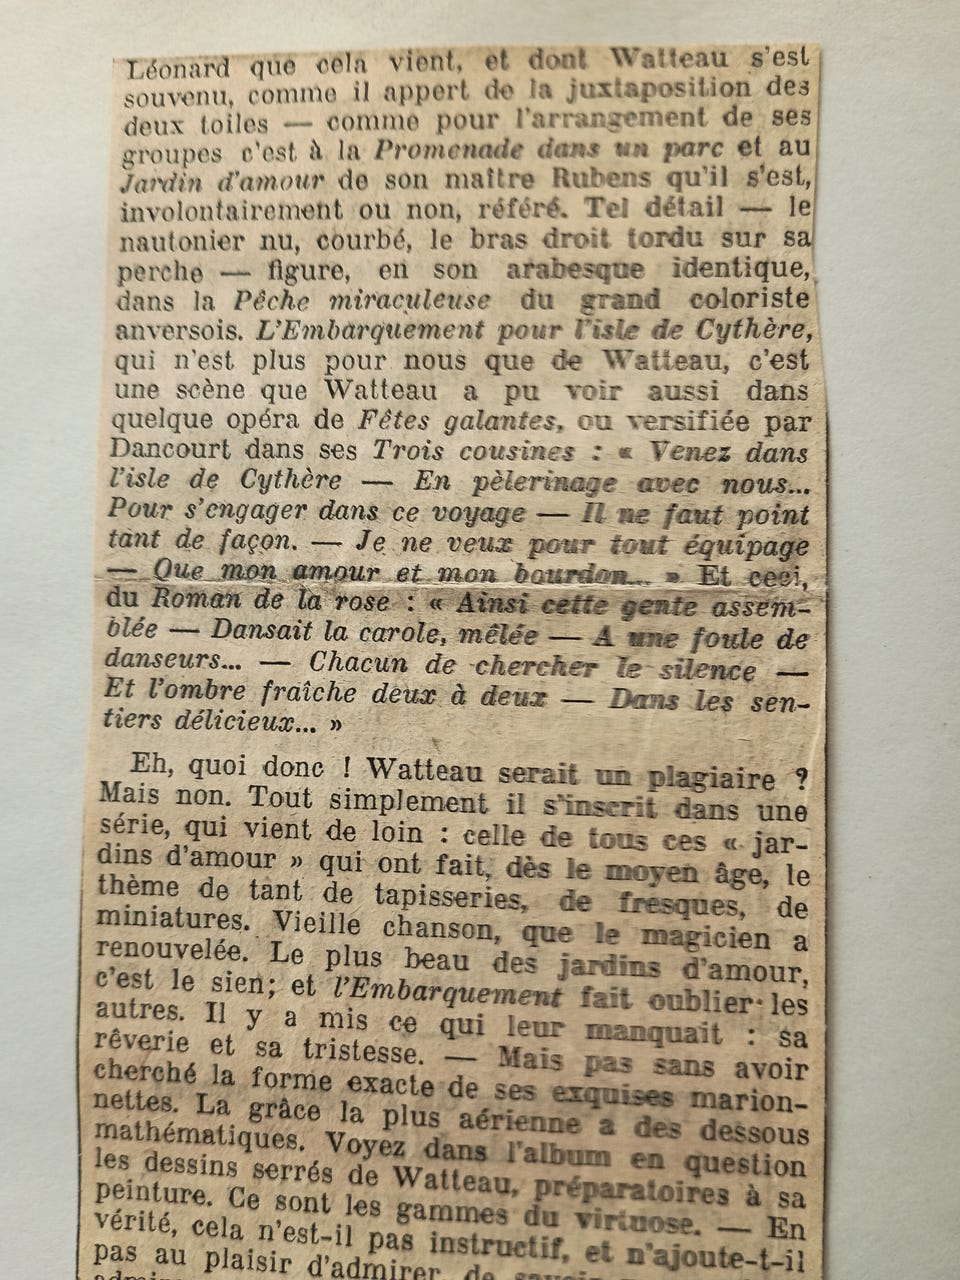 Léonard que cela vient, et dont Watteau s'est
souvenu, comme il appert de la juxtaposition des
deux toiles — comme pour l'arrangement de ses
groupes c'est à la Promenade dans un parc et au
Jardin d'amour de son maître Rubens qu'il s'est,
involontairement ou non, référé. Tel détail — le
nautonier nu, courbé, le bras droit tordu sur sa
perche — figure, en son arabesque identique,
dans la Pêche miraculeuse du grand coloriste
anversois. L'Embarquement pour l'isle de Cythère,
qui n'est plus pour nous que de Watteau, c'est
une scène que Watteau a pu voir aussi dans
quelque opéra de Fêtes galantes, ou versifiée par
Dancourt dans ses Trois cousines : « Venez dans
l'isle de Cythère — En pèlerinage avec nous...
Pour s'engager dans ce voyage — Il ne faut point
tant de façon. — Je ne veux pour tout équipage
— Que mon amour et mon bourdon... » Et ceci,
du Roman de la rose : « Ainsi cette gente assem-
blée — Dansait la carole, mêlée — A une foule de
danseurs... — Chacun de chercher le silence —
Et l'ombre fraîche deux à deux — Dans les sen-
tiers délicieux... »
Eh, quoi donc ! Watteau serait un plagiaire ?
Mais non. Tout simplement il s'inscrit dans une
série, qui vient de loin : celle de tous ces « jar-
dins d'amour » qui ont fait, dès le moyen âge, le
thème de tant de tapisseries, de fresques, de
miniatures. Vieille chanson, que le magicien a
renouvelée. Le plus beau des jardins d'amour,
c'est le sien; et l'Embarquement fait oublier les
autres. Il y a mis ce qui leur manquait : sa
rêverie et sa tristesse. — Mais pas sans avoir
cherché la forme exacte de ses exquises marion-
nettes. La grâce la plus aérienne a des dessous
mathématiques. Voyez dans l'album en question
les dessins serrés de Watteau, préparatoires à sa
peinture. Ce sont les gammes du virtuose. — En
vérité, cela n'est-il pas instructif, et n'ajoute-t-il
pas au plaisir d'admirer, de